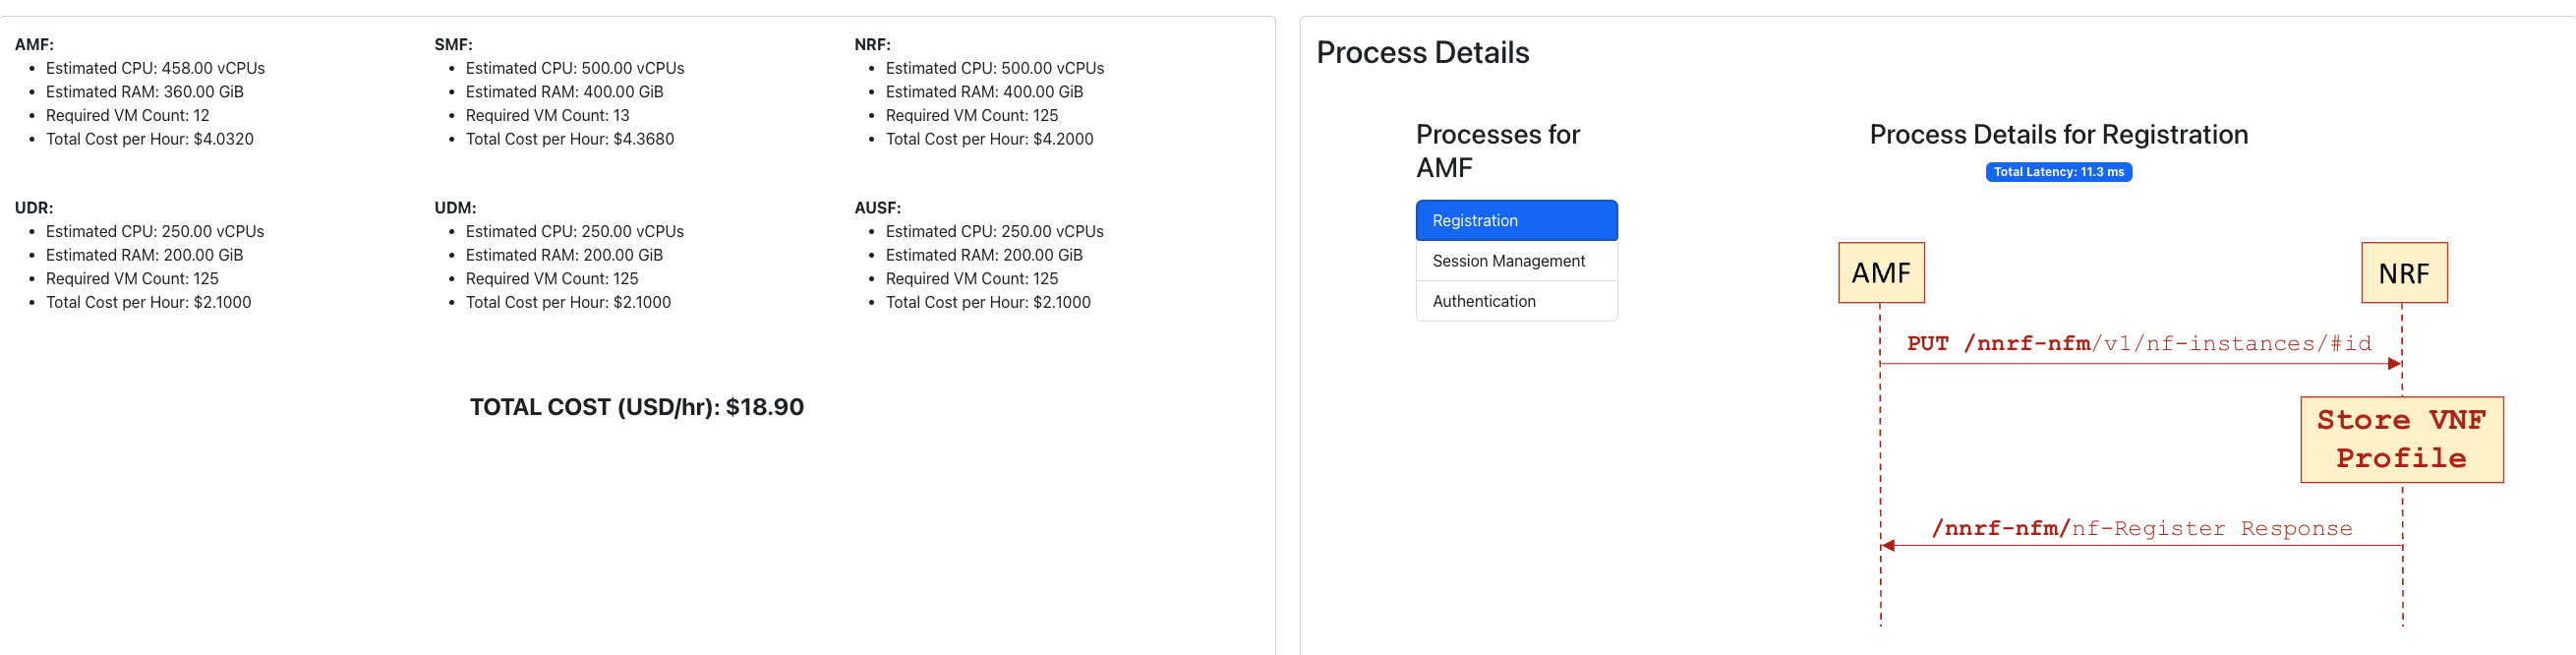 AMF:
• Estimated CPU: 458.00 vCPUs
• Estimated RAM: 360.00 GiB
• Required VM Count: 12
• Total Cost per Hour: $4.0320
SMF:
• Estimated CPU: 500.00 vCPUs
• Estimated RAM: 400.00 GiB
• Required VM Count: 13
• Total Cost per Hour: $4.3680
NRF:
• Estimated CPU: 500.00 vCPUs
• Estimated RAM: 400.00 GiB
• Required VM Count: 125
• Total Cost per Hour: $4.2000
UDR:
• Estimated CPU: 250.00 vCPUs
• Estimated RAM: 200.00 GiB
• Required VM Count: 125
• Total Cost per Hour: $2.1000
UDM:
• Estimated CPU: 250.00 vCPUs
• Estimated RAM: 200.00 GiB
• Required VM Count: 125
• Total Cost per Hour: $2.1000
AUSF:
• Estimated CPU: 250.00 vCPUs
• Estimated RAM: 200.00 GiB
• Required VM Count: 125
• Total Cost per Hour: $2.1000
TOTAL COST (USD/hr): $18.90
Process Details
Processes for
AMF
Registration
Session Management
Authentication
Process Details for Registration
Total Latency: 11.3 ms
AMF
NRF
PUT /nnrf-nfm/v1/nf-instances/#id
Store VNF
Profile
/nnrf-nfm/nf-Register Response